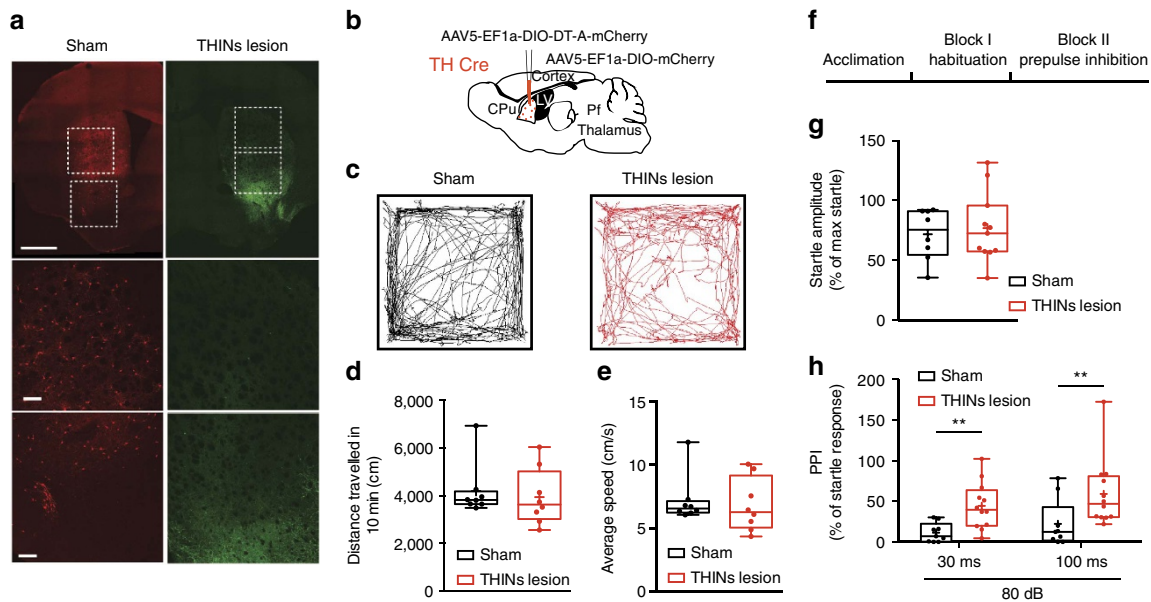 a
Sham THINs lesion
b
AAV5-EF1a-DIO-DT-A-mCherry
AAV5-EF1a-DIO-mCherry
TH Cre
Cortex
CPu LV Pf
Thalamus
c
Sham THINs lesion
d
Distance travelled in
10 min (cm)
8,000
6,000
4,000
2,000
0
Sham
THINs lesion
e
Average speed (cm/s)
15
10
5
0
Sham
THINs lesion
f
Acclimation
Block I
habituation
Block II
prepulse inhibition
g
Startle amplitude
(% of max startle)
150
100
50
0
Sham
THINs lesion
h
PPI
(% of startle response)
200
150
100
50
0
Sham
THINs lesion
** **
30 ms 100 ms
80 dB